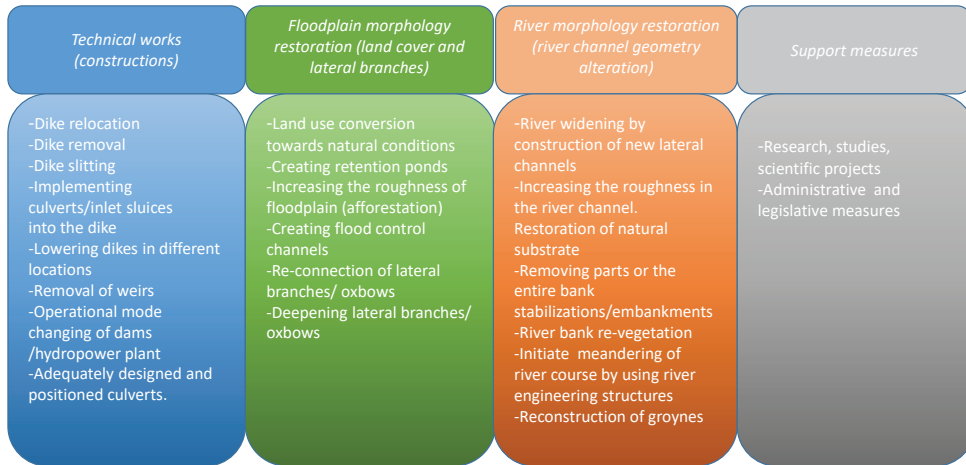 Technical works
(constructions)
-Dike relocation
-Dike removal
-Dike slitting
-Implementing
culverts/inlet sluices
into the dike
-Lowering dikes in different
locations
-Removal of weirs
-Operational mode
changing of dams
/hydropower plant
-Adequately designed and
positioned culverts.
Floodplain morphology
restoration (land cover and
lateral branches)
-Land use conversion
towards natural conditions
-Creating retention ponds
-Increasing the roughness of
floodplain (afforestation)
-Creating flood control
channels
-Re-connection of lateral
branches/ oxbows
-Deepening lateral branches/
oxbows
River morphology restoration
(river channel geometry
alteration)
-River widening by
construction of new lateral
channels
-Increasing the roughness in
the river channel.
Restoration of natural
substrate
-Removing parts or the
entire bank
stabilizations/embankments
-River bank re-vegetation
-Initiate meandering of
river course by using river
engineering structures
-Reconstruction of groynes
Support measures
-Research, studies,
scientific projects
-Administrative and
legislative measures